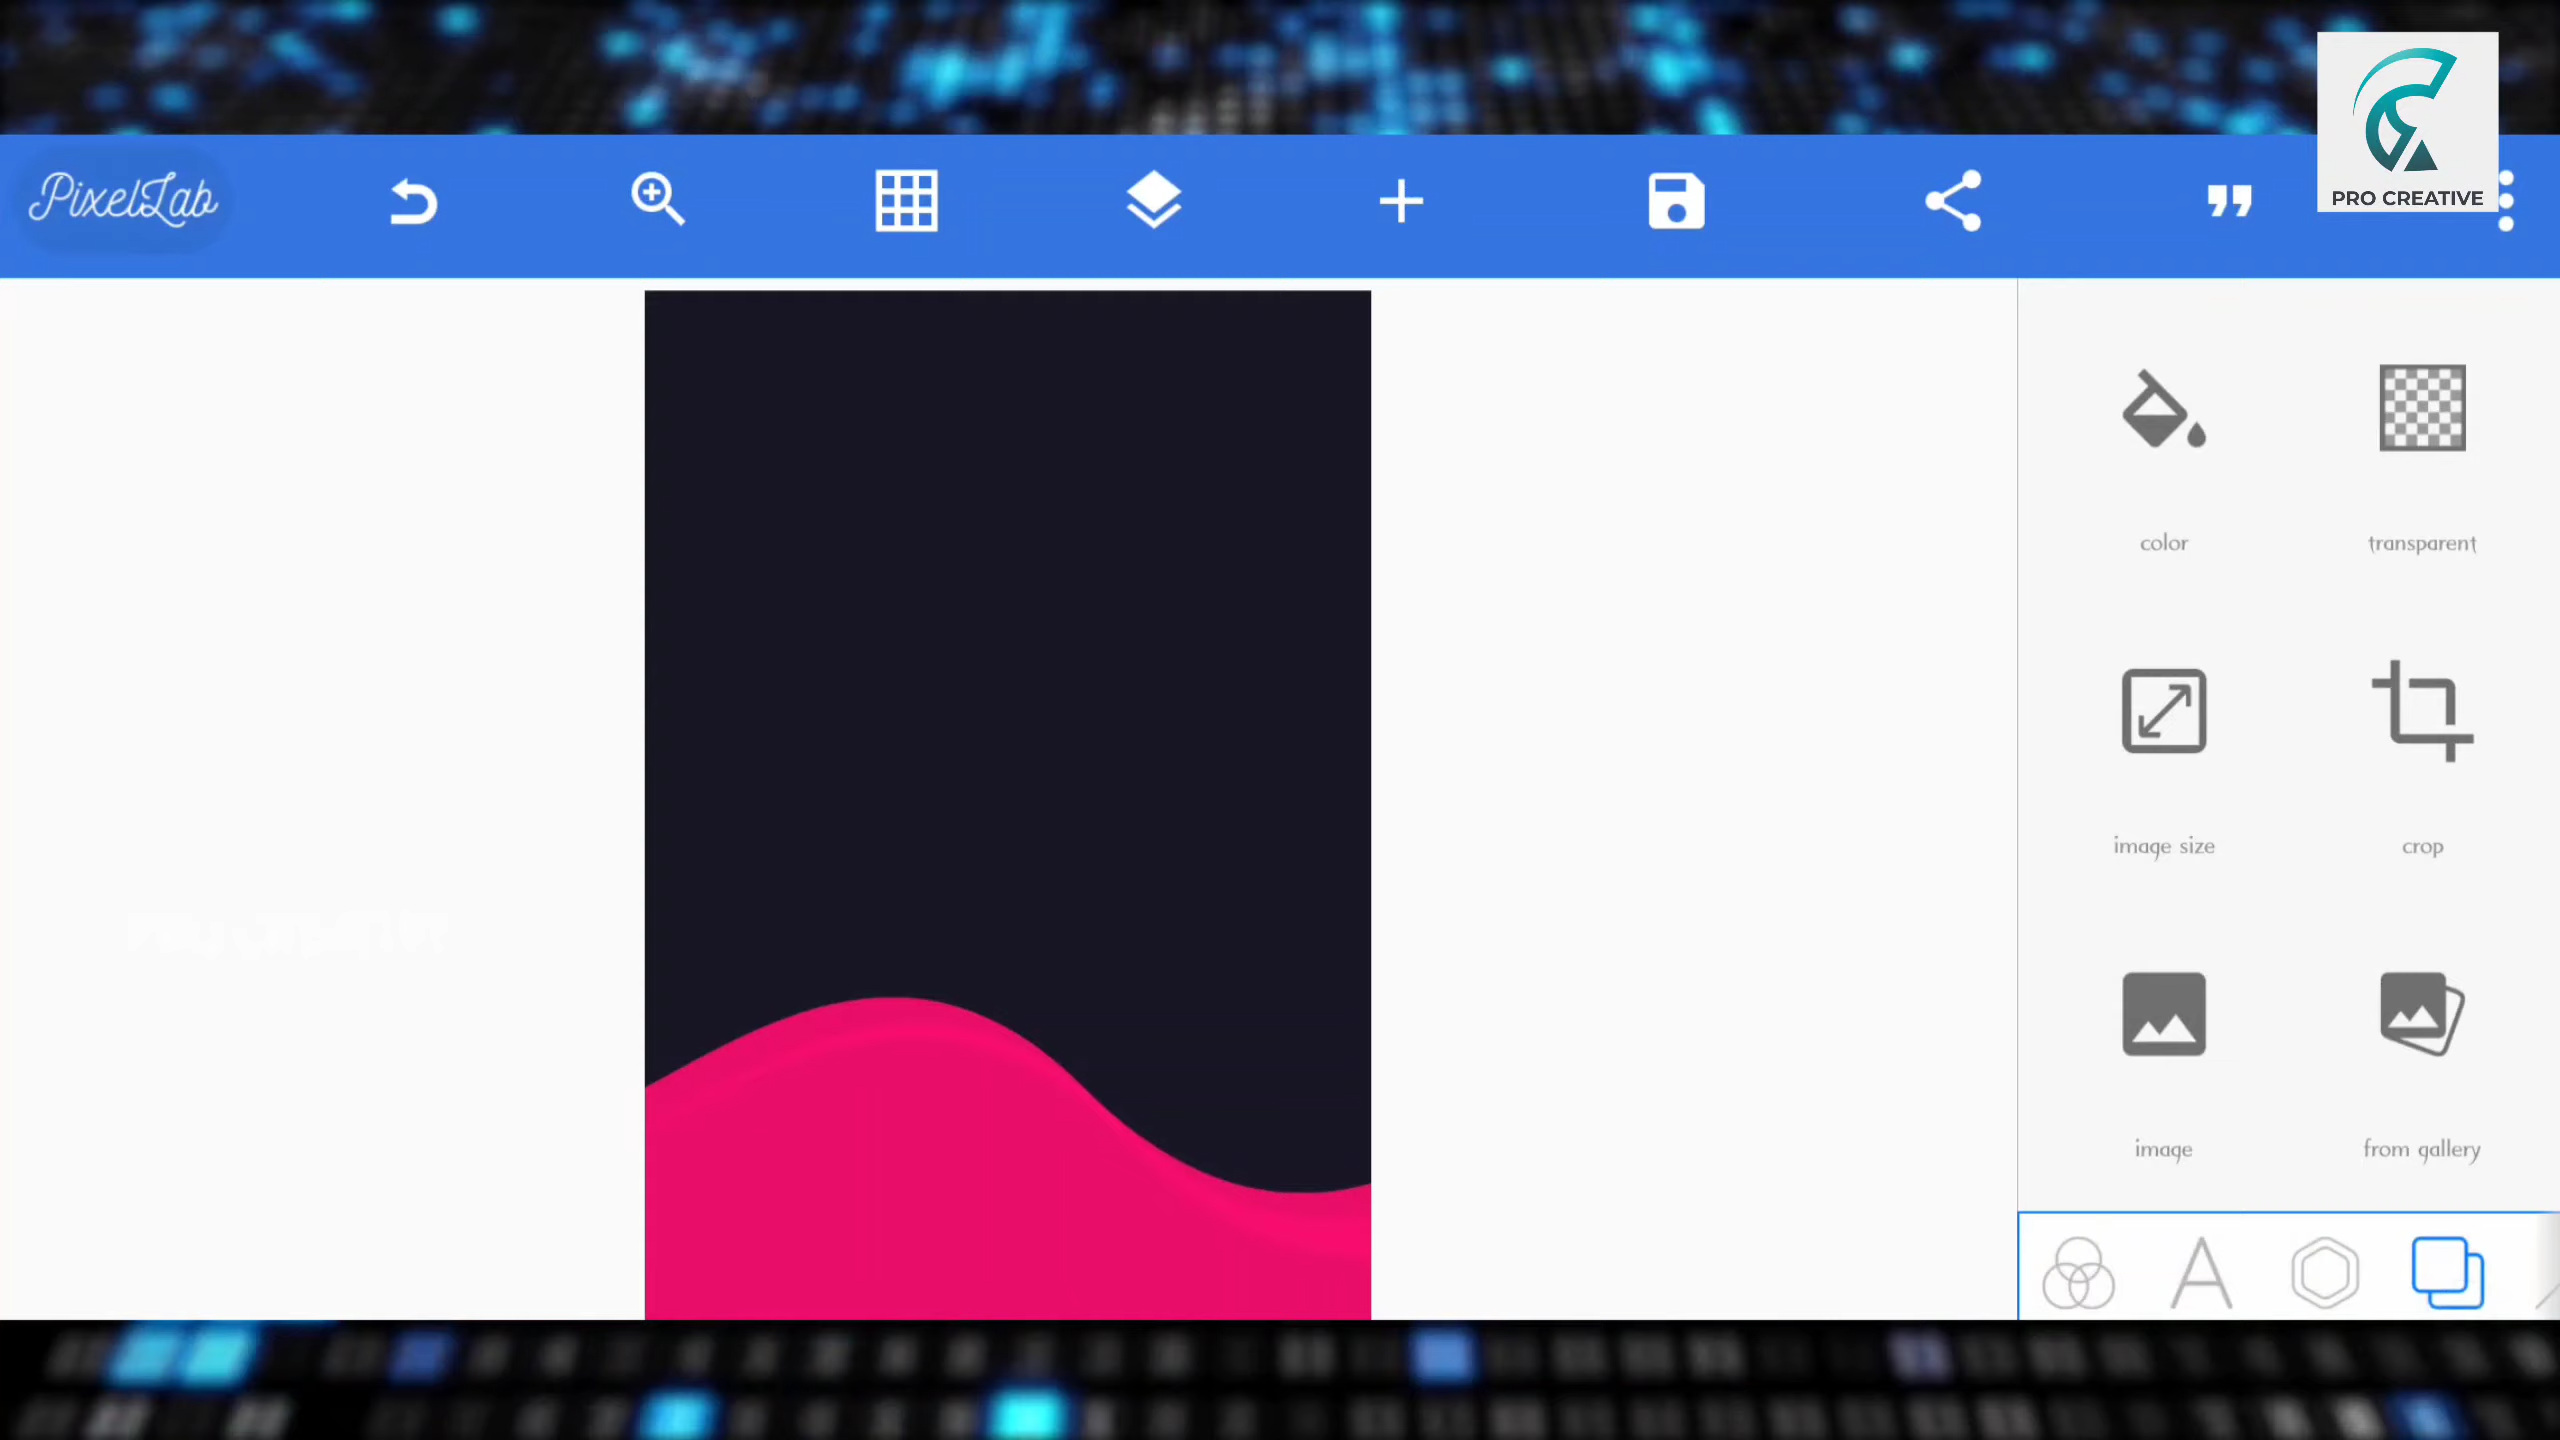 PixelLab
PRO CREATIVE
color
transparent
image size
crop
image
from gallery